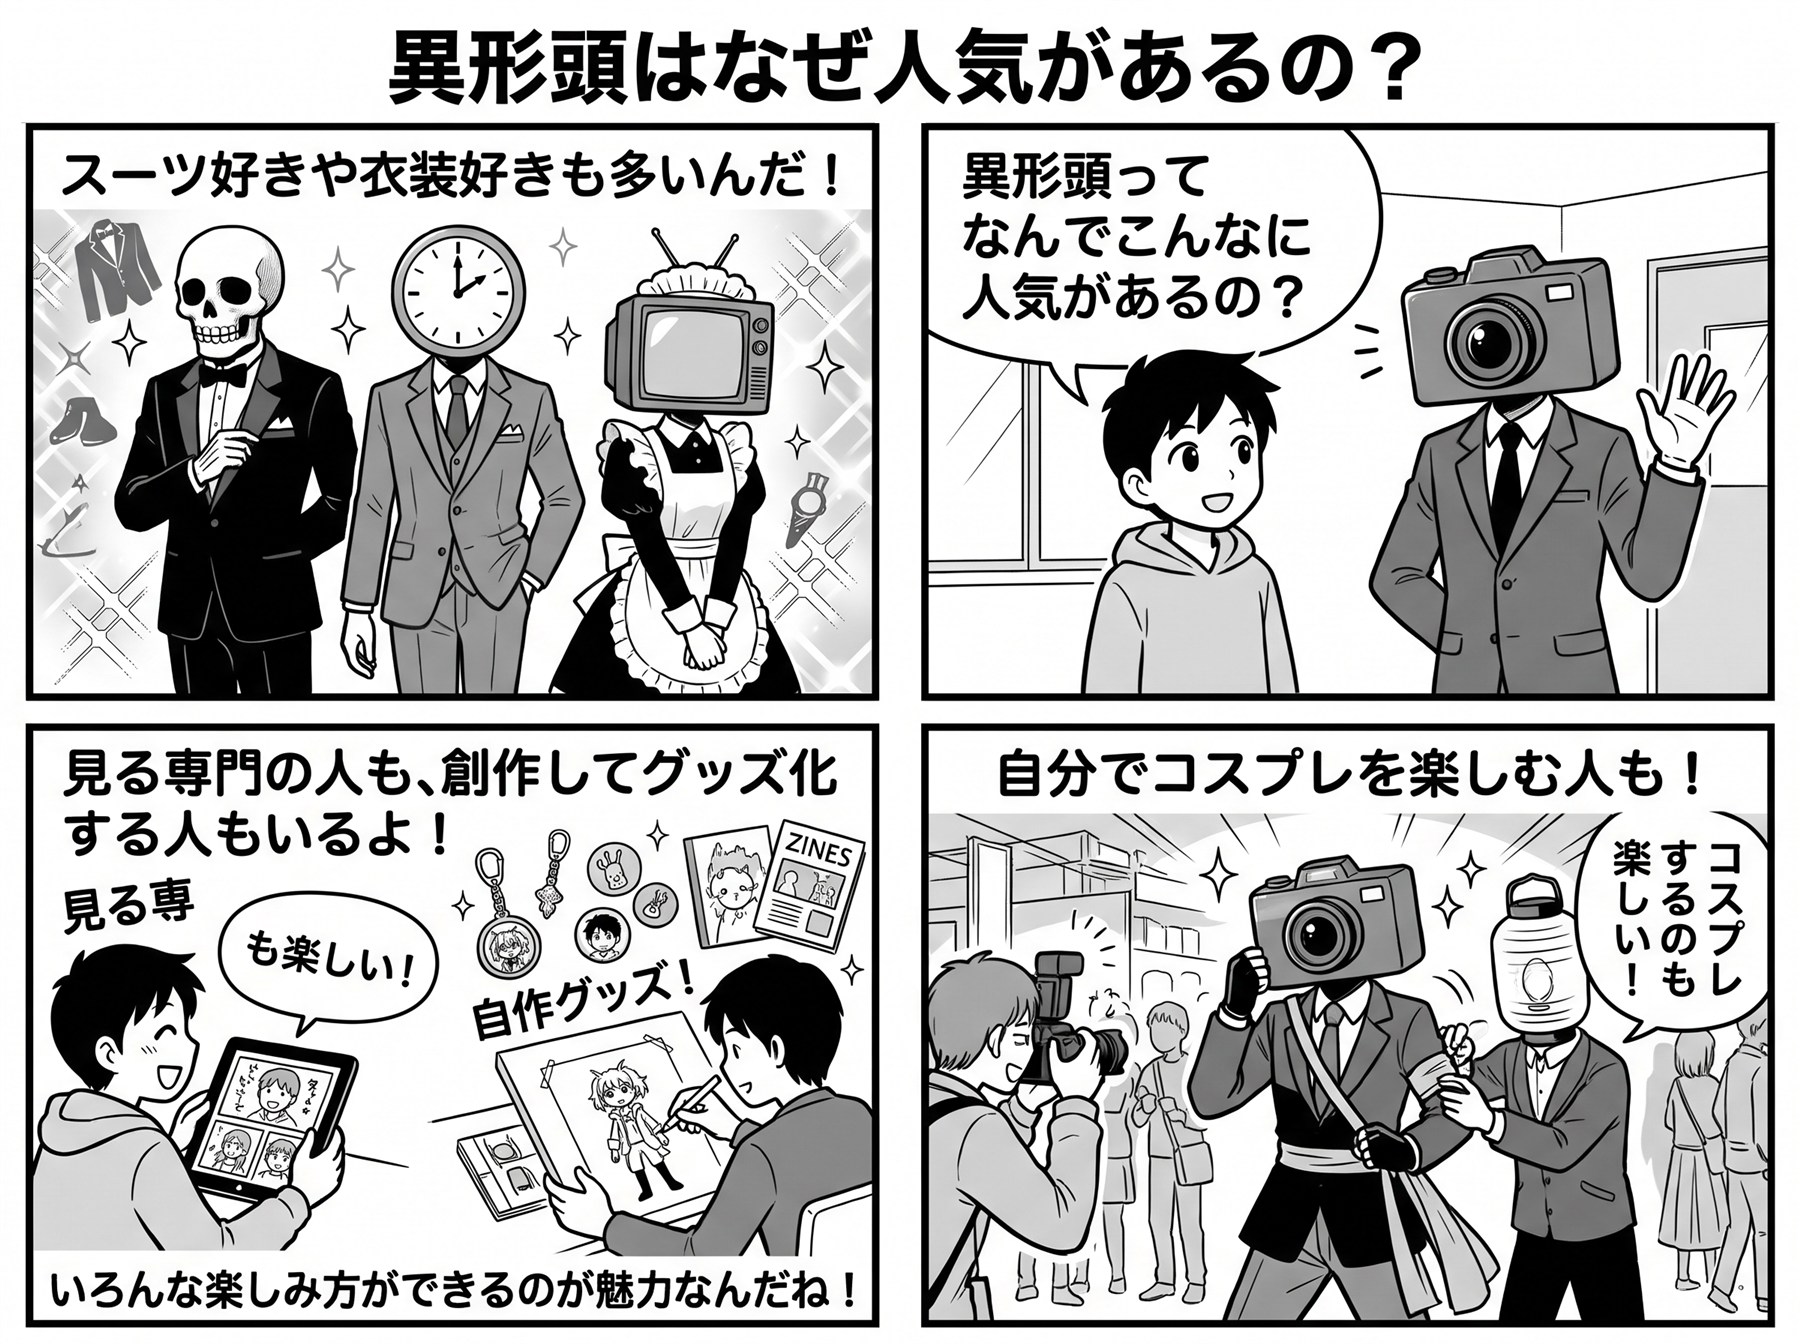 異形頭はなぜ人気があるの？
異形頭って
なんでこんなに
人気があるの？
スーツ好きや衣装好きも多いんだ！
自分でコスプレを楽しむ人も！
コスプレ
するのも
楽しい！
見る専門の人も、創作してグッズ化
する人もいるよ！
見る専
も楽しい！
ZINES
自作グッズ！
いろんな楽しみ方ができるのが魅力なんだね！